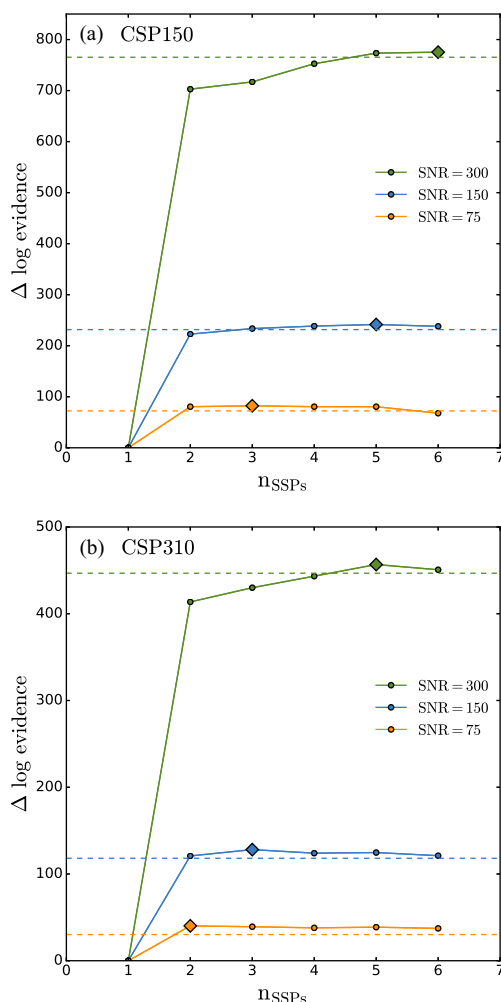 (a) CSP150
800
700
600
500
400
300
200
100
0
Δ log evidence
SNR = 300
SNR = 150
SNR = 75
0 1 2 3 4 5 6 7
nSSPs
(b) CSP310
500
400
300
200
100
0
Δ log evidence
SNR = 300
SNR = 150
SNR = 75
0 1 2 3 4 5 6 7
nSSPs